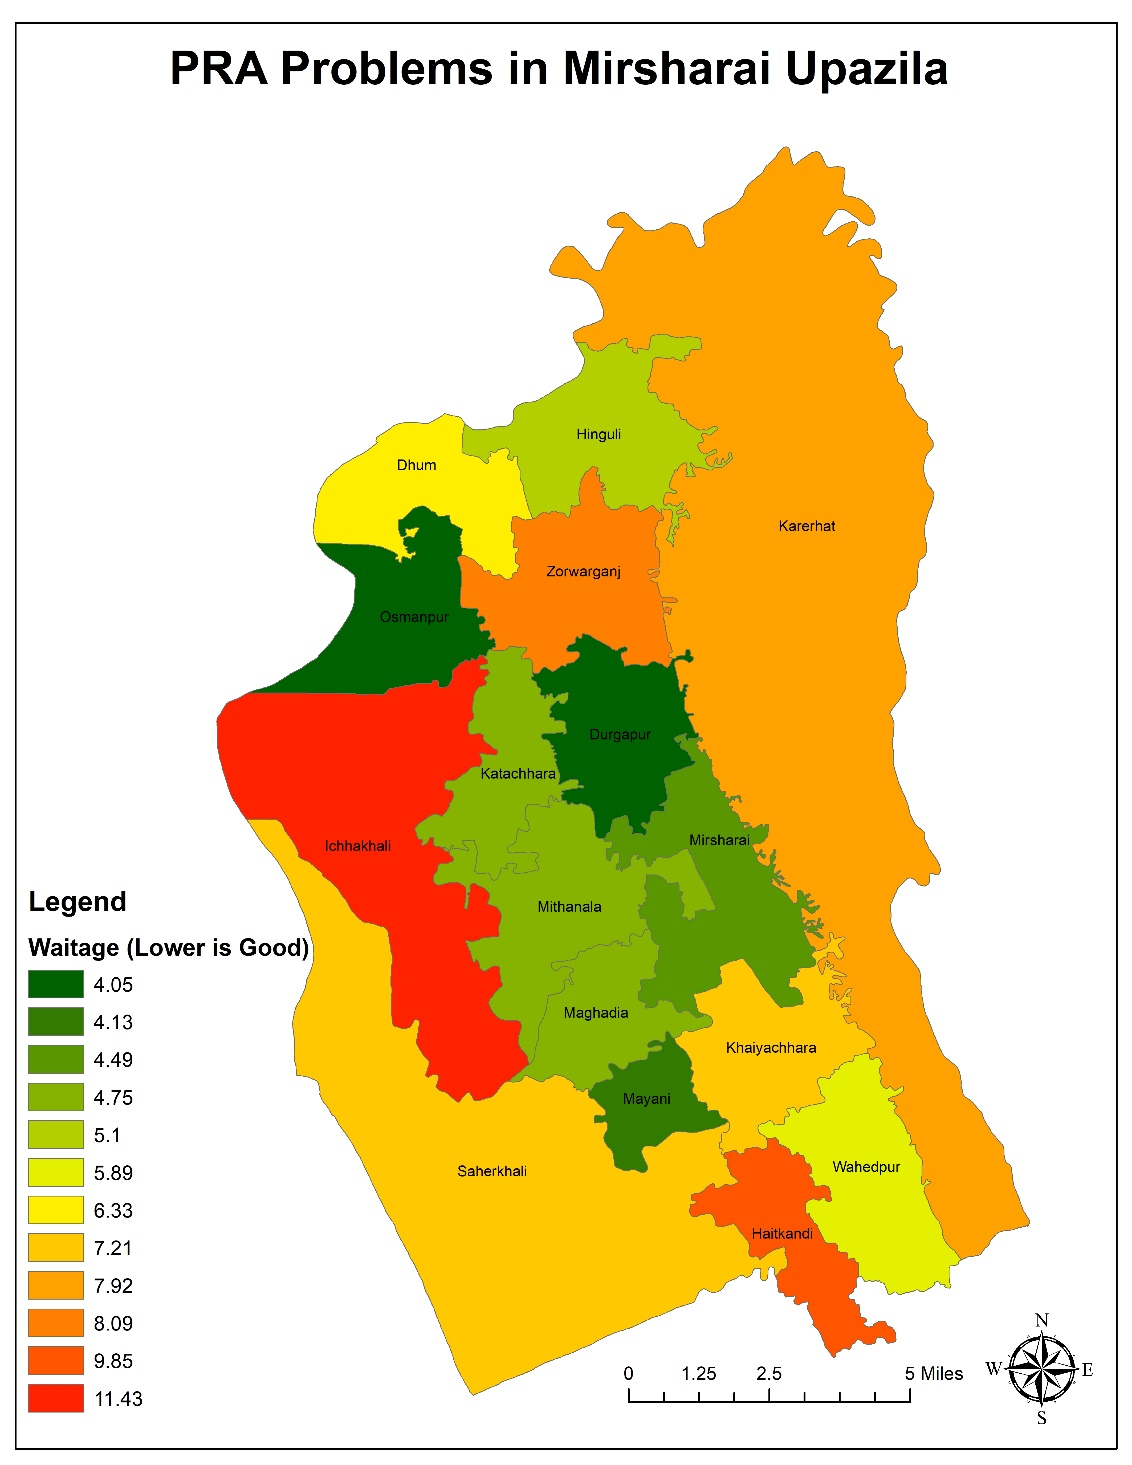 PRA Problems in Mirsharai Upazila
Hinguli
Dhum
Karerhat
Zorwarganj
Osmanpur
Durgapur
Katachhara
Mirsharai
Ichhakhali
Mithanala
Maghadia
Khaiyachhara
Mayani
Wahedpur
Saherkhali
Haitkandi
Legend
Waitage (Lower is Good)
4.05
4.13
4.49
4.75
5.1
5.89
6.33
7.21
7.92
8.09
9.85
11.43
0 1.25 2.5 5 Miles
N
W E
S